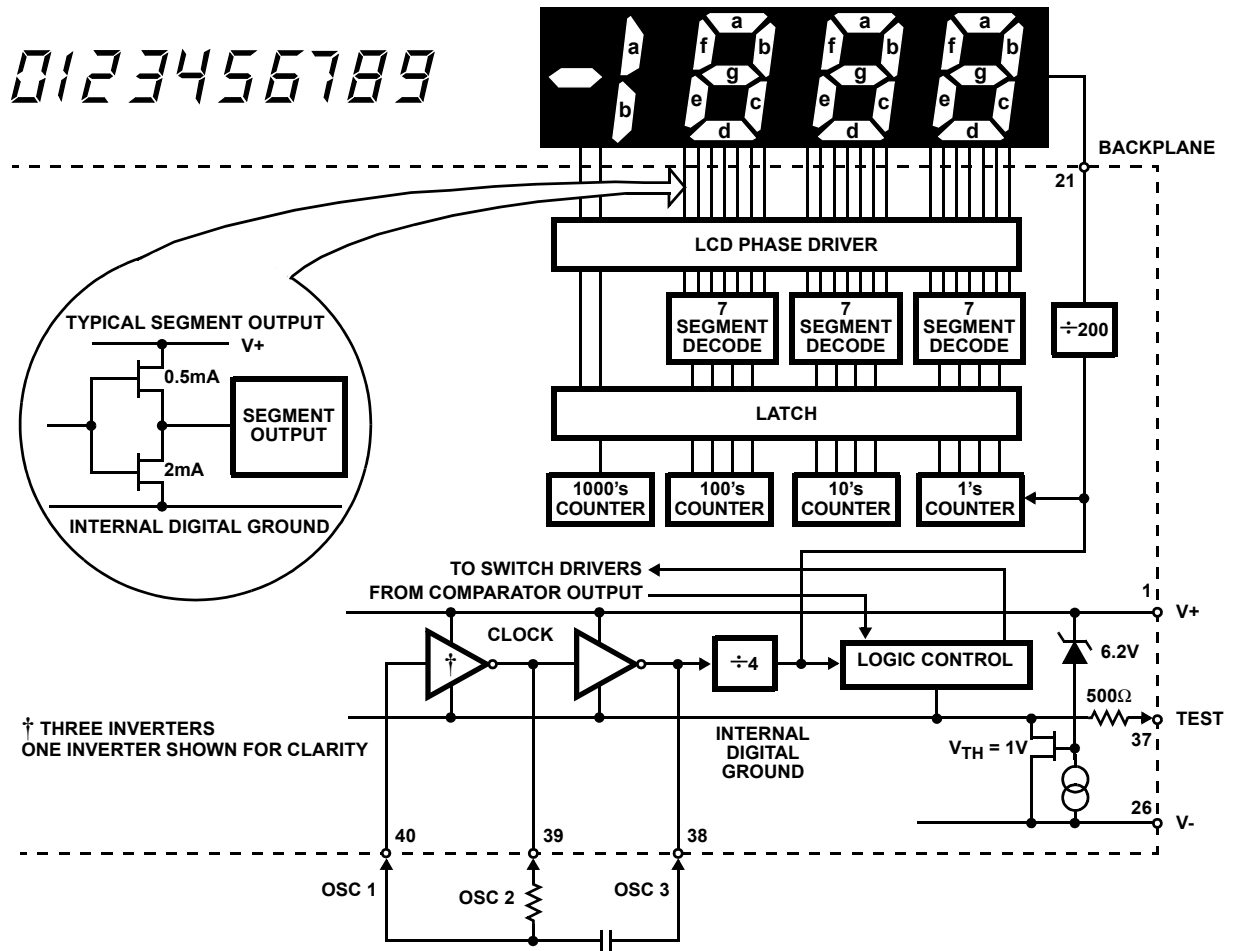 0123456789
a
b
a
f
b
g
e
c
d
a
f
b
g
e
c
d
a
f
b
g
e
c
d
BACKPLANE
21
LCD PHASE DRIVER
7
SEGMENT
DECODE
7
SEGMENT
DECODE
7
SEGMENT
DECODE
÷200
TYPICAL SEGMENT OUTPUT
V+
0.5mA
SEGMENT
OUTPUT
2mA
INTERNAL DIGITAL GROUND
LATCH
1000's
COUNTER
100's
COUNTER
10's
COUNTER
1's
COUNTER
TO SWITCH DRIVERS
FROM COMPARATOR OUTPUT
1
V+
CLOCK
†
÷4
LOGIC CONTROL
6.2V
500Ω
TEST
37
† THREE INVERTERS
ONE INVERTER SHOWN FOR CLARITY
INTERNAL
DIGITAL
GROUND
VTH = 1V
26
V-
40
39
38
OSC 1
OSC 2
OSC 3